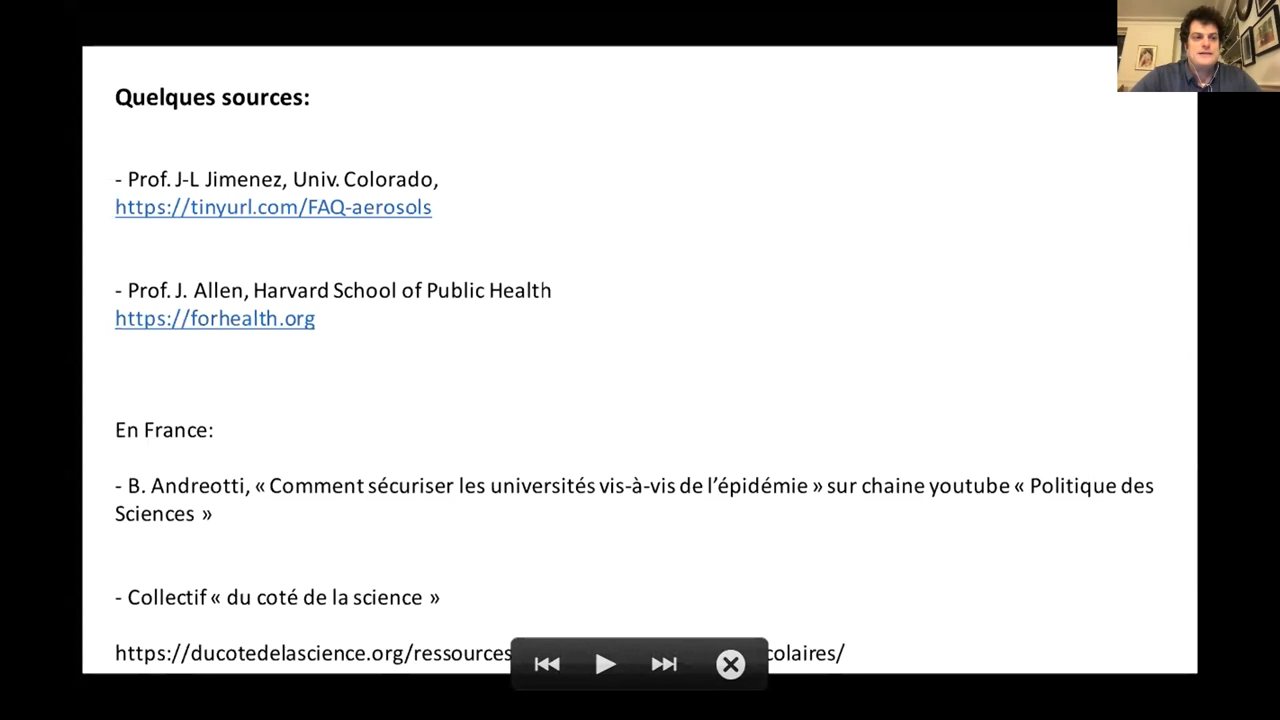 Quelques sources:
- Prof. J-L Jimenez, Univ. Colorado,
https://tinyurl.com/FAQ-aerosols
- Prof. J. Allen, Harvard School of Public Health
https://forhealth.org
En France:
- B. Andreotti, « Comment sécuriser les universités vis-à-vis de l’épidémie » sur chaine youtube « Politique des
Sciences »
- Collectif « du coté de la science »
https://ducotedelascience.org/ressources colaires/